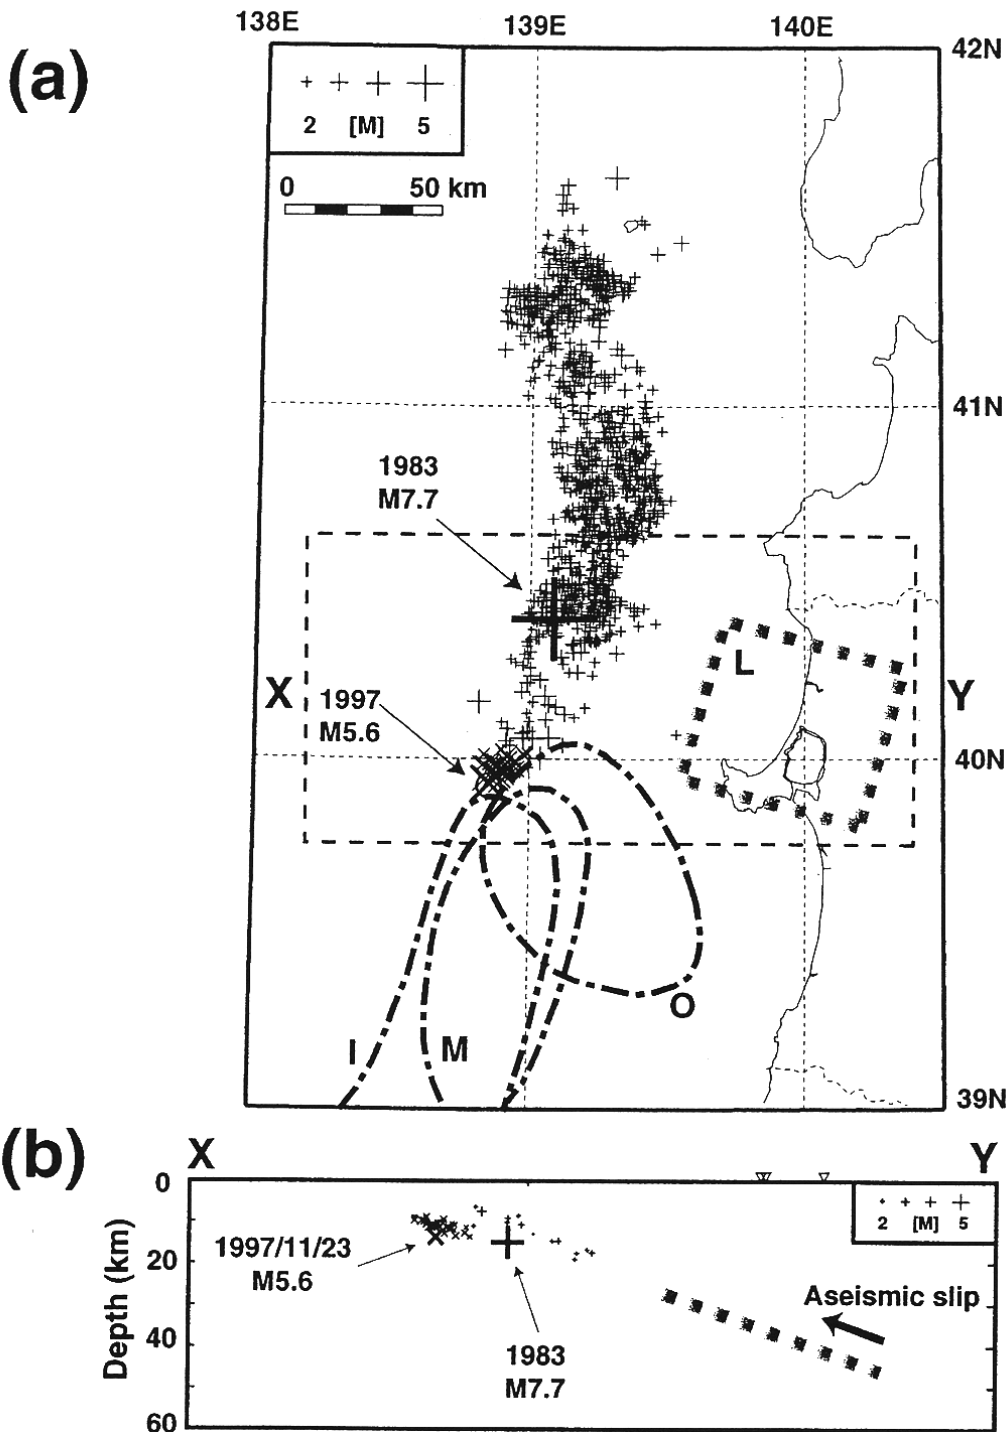 (a)
138E 139E 140E
42N
2 [M] 5
0 50 km
41N
1983
M7.7
X
1997
M5.6
L
Y
40N
I
M
O
39N
(b)
X
Y
0
20
40
60
Depth (km)
2 [M] 5
1997/11/23
M5.6
Aseismic slip
1983
M7.7